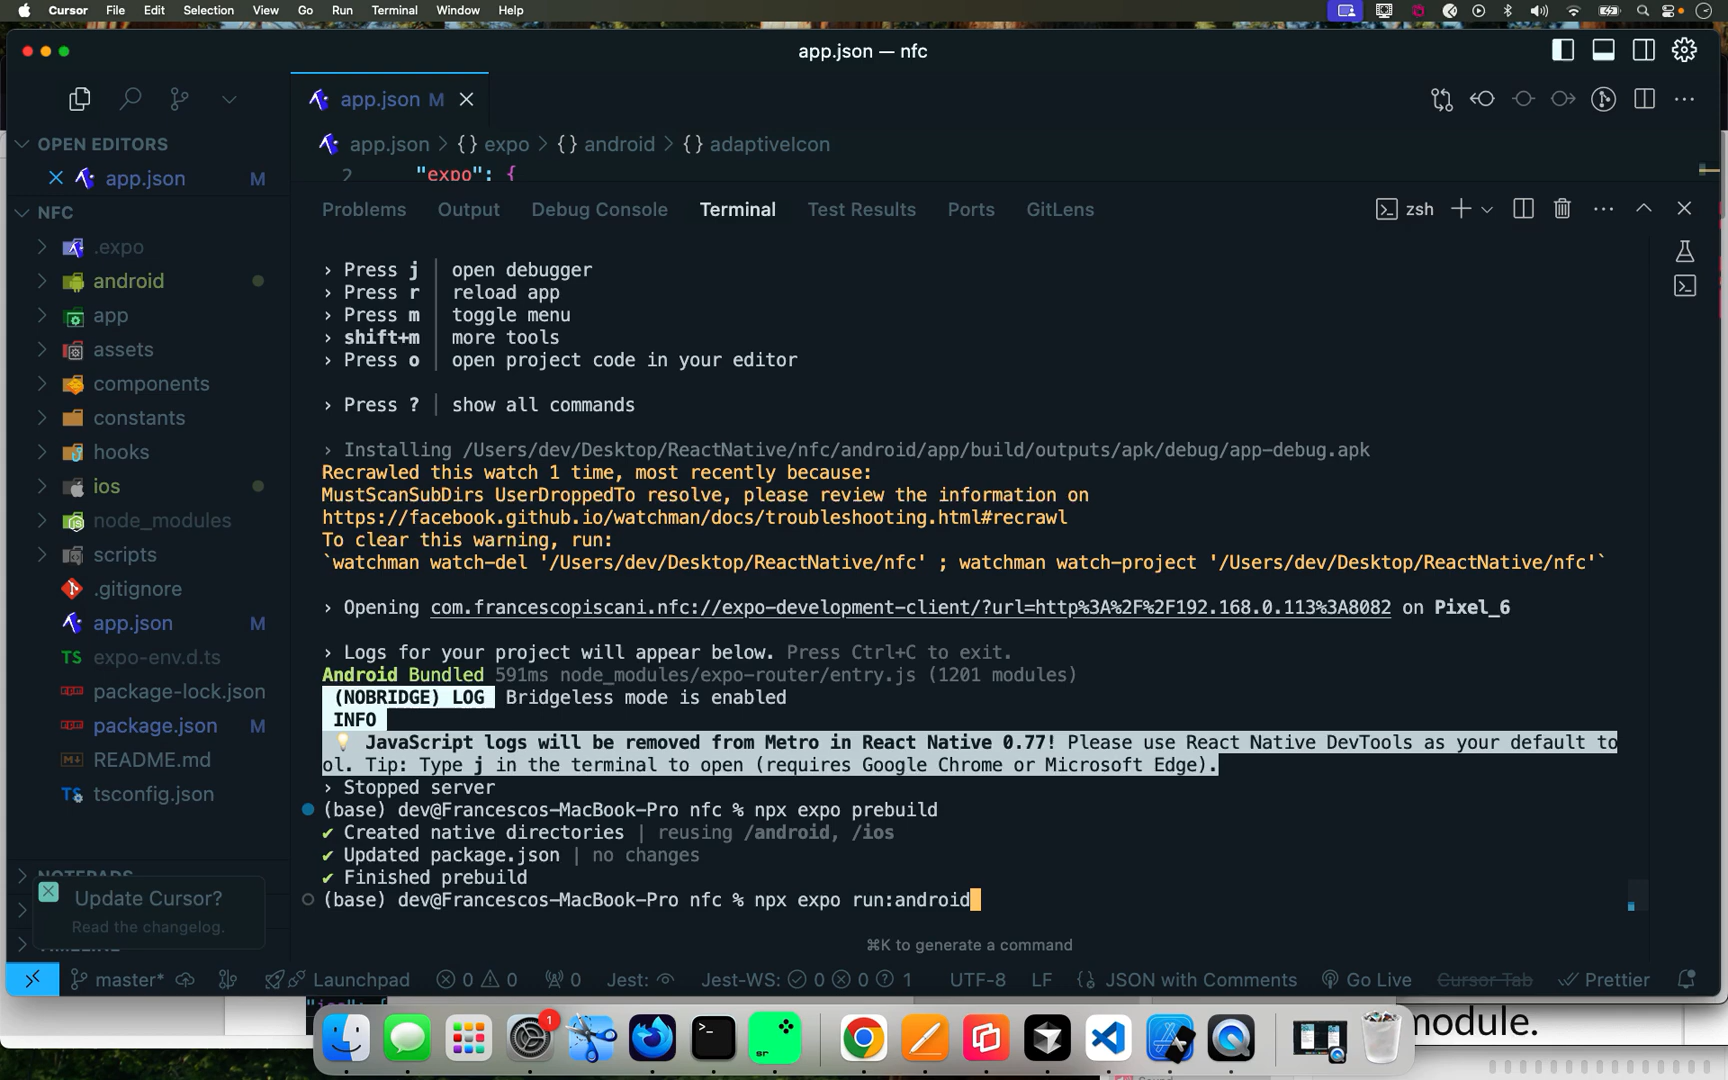 Cursor File Edit Selection View Go Run Terminal Window Help
app.json — nfc
app.json M
OPEN EDITORS
app.json > {} expo > {} android > {} adaptiveIcon
app.json M
2 "expo": {
NFC
Problems Output Debug Console Terminal Test Results Ports GitLens zsh
.expo
android
app
assets
components
constants
hooks
ios
node_modules
scripts
.gitignore
app.json M
expo-env.d.ts
package-lock.json
package.json M
README.md
tsconfig.json
› Press j │ open debugger
› Press r │ reload app
› Press m │ toggle menu
› shift+m │ more tools
› Press o │ open project code in your editor
› Press ? │ show all commands
› Installing /Users/dev/Desktop/ReactNative/nfc/android/app/build/outputs/apk/debug/app-debug.apk
Recrawled this watch 1 time, most recently because:
MustScanSubDirs UserDroppedTo resolve, please review the information on
https://facebook.github.io/watchman/docs/troubleshooting.html#recrawl
To clear this warning, run:
`watchman watch-del '/Users/dev/Desktop/ReactNative/nfc' ; watchman watch-project '/Users/dev/Desktop/ReactNative/nfc'`
› Opening com.francescopiscani.nfc://expo-development-client/?url=http%3A%2F%2F192.168.0.113%3A8082 on Pixel_6
› Logs for your project will appear below. Press Ctrl+C to exit.
Android Bundled 591ms node_modules/expo-router/entry.js (1201 modules)
(NOBRIDGE) LOG Bridgeless mode is enabled
INFO
💡 JavaScript logs will be removed from Metro in React Native 0.77! Please use React Native DevTools as your default to
ol. Tip: Type j in the terminal to open (requires Google Chrome or Microsoft Edge).
› Stopped server
(base) dev@Francescos-MacBook-Pro nfc % npx expo prebuild
✔ Created native directories | reusing /android, /ios
✔ Updated package.json | no changes
✔ Finished prebuild
(base) dev@Francescos-MacBook-Pro nfc % npx expo run:android
NOTEPADS
Update Cursor?
Read the changelog.
TIMELINE
⌘K to generate a command
master* Launchpad 0 0 0 Jest: Jest-WS: 0 0 1 UTF-8 LF {} JSON with Comments Go Live Cursor Tab Prettier
"ios": {
module.
1
sr